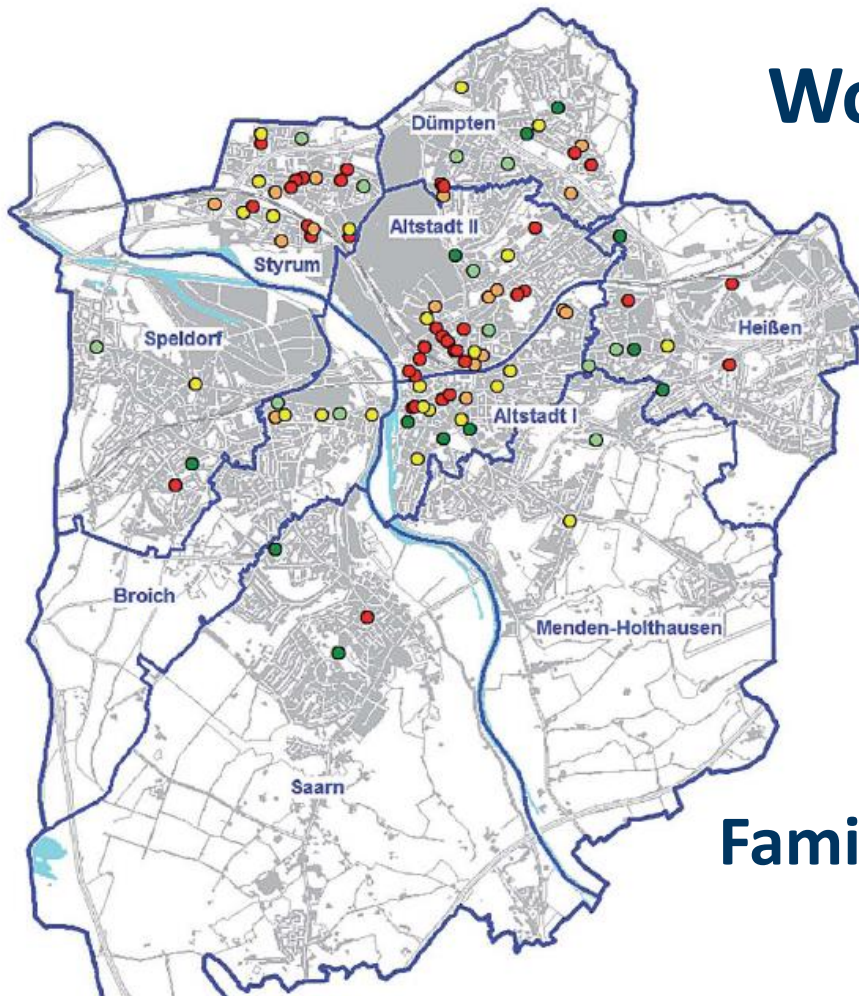 Wo
Dümpten
Altstadt II
Styrum
Speldorf
Heißen
Altstadt I
Broich
Menden-Holthausen
Saarn
Fami